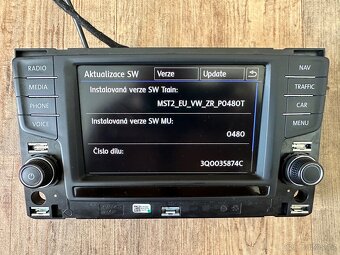 RADIO
MEDIA
PHONE
VOICE
Aktualizace SW
Verze
Update
Instalovaná verze SW Train:
MST2_EU_VW_ZR_P0480T
Instalovaná verze SW MU:
0480
Číslo dílu:
3Q0035874C
NAV
TRAFFIC
CAR
MENU